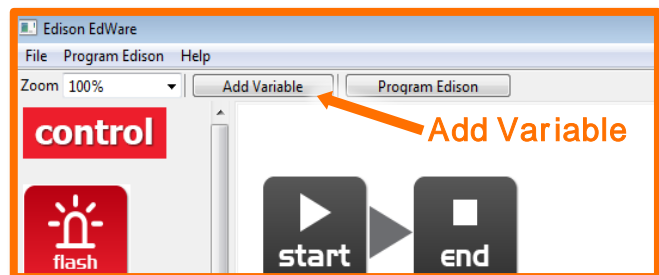 Edison EdWare
File Program Edison Help
Zoom 100% Add Variable Program Edison
control
Add Variable
flash
start end